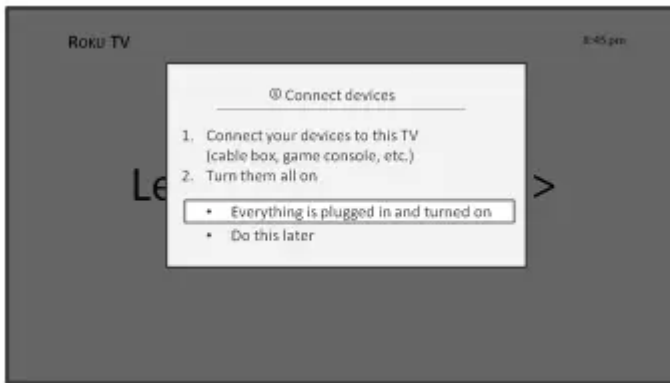 ROKU TV
8:45 pm
Connect devices
1. Connect your devices to this TV
(cable box, game console, etc.)
2. Turn them all on
Le >
• Everything is plugged in and turned on
• Do this later